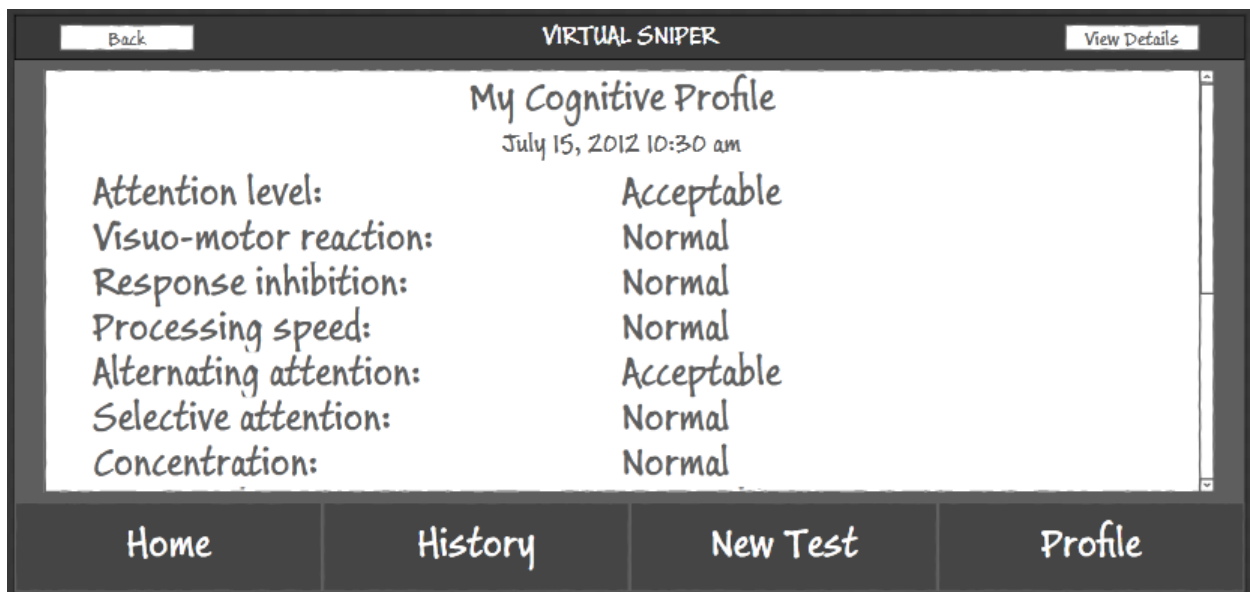 Back VIRTUAL SNIPER View Details
My Cognitive Profile
July 15, 2012 10:30 am
Attention level: Acceptable
Visuo-motor reaction: Normal
Response inhibition: Normal
Processing speed: Normal
Alternating attention: Acceptable
Selective attention: Normal
Concentration: Normal
Home History New Test Profile